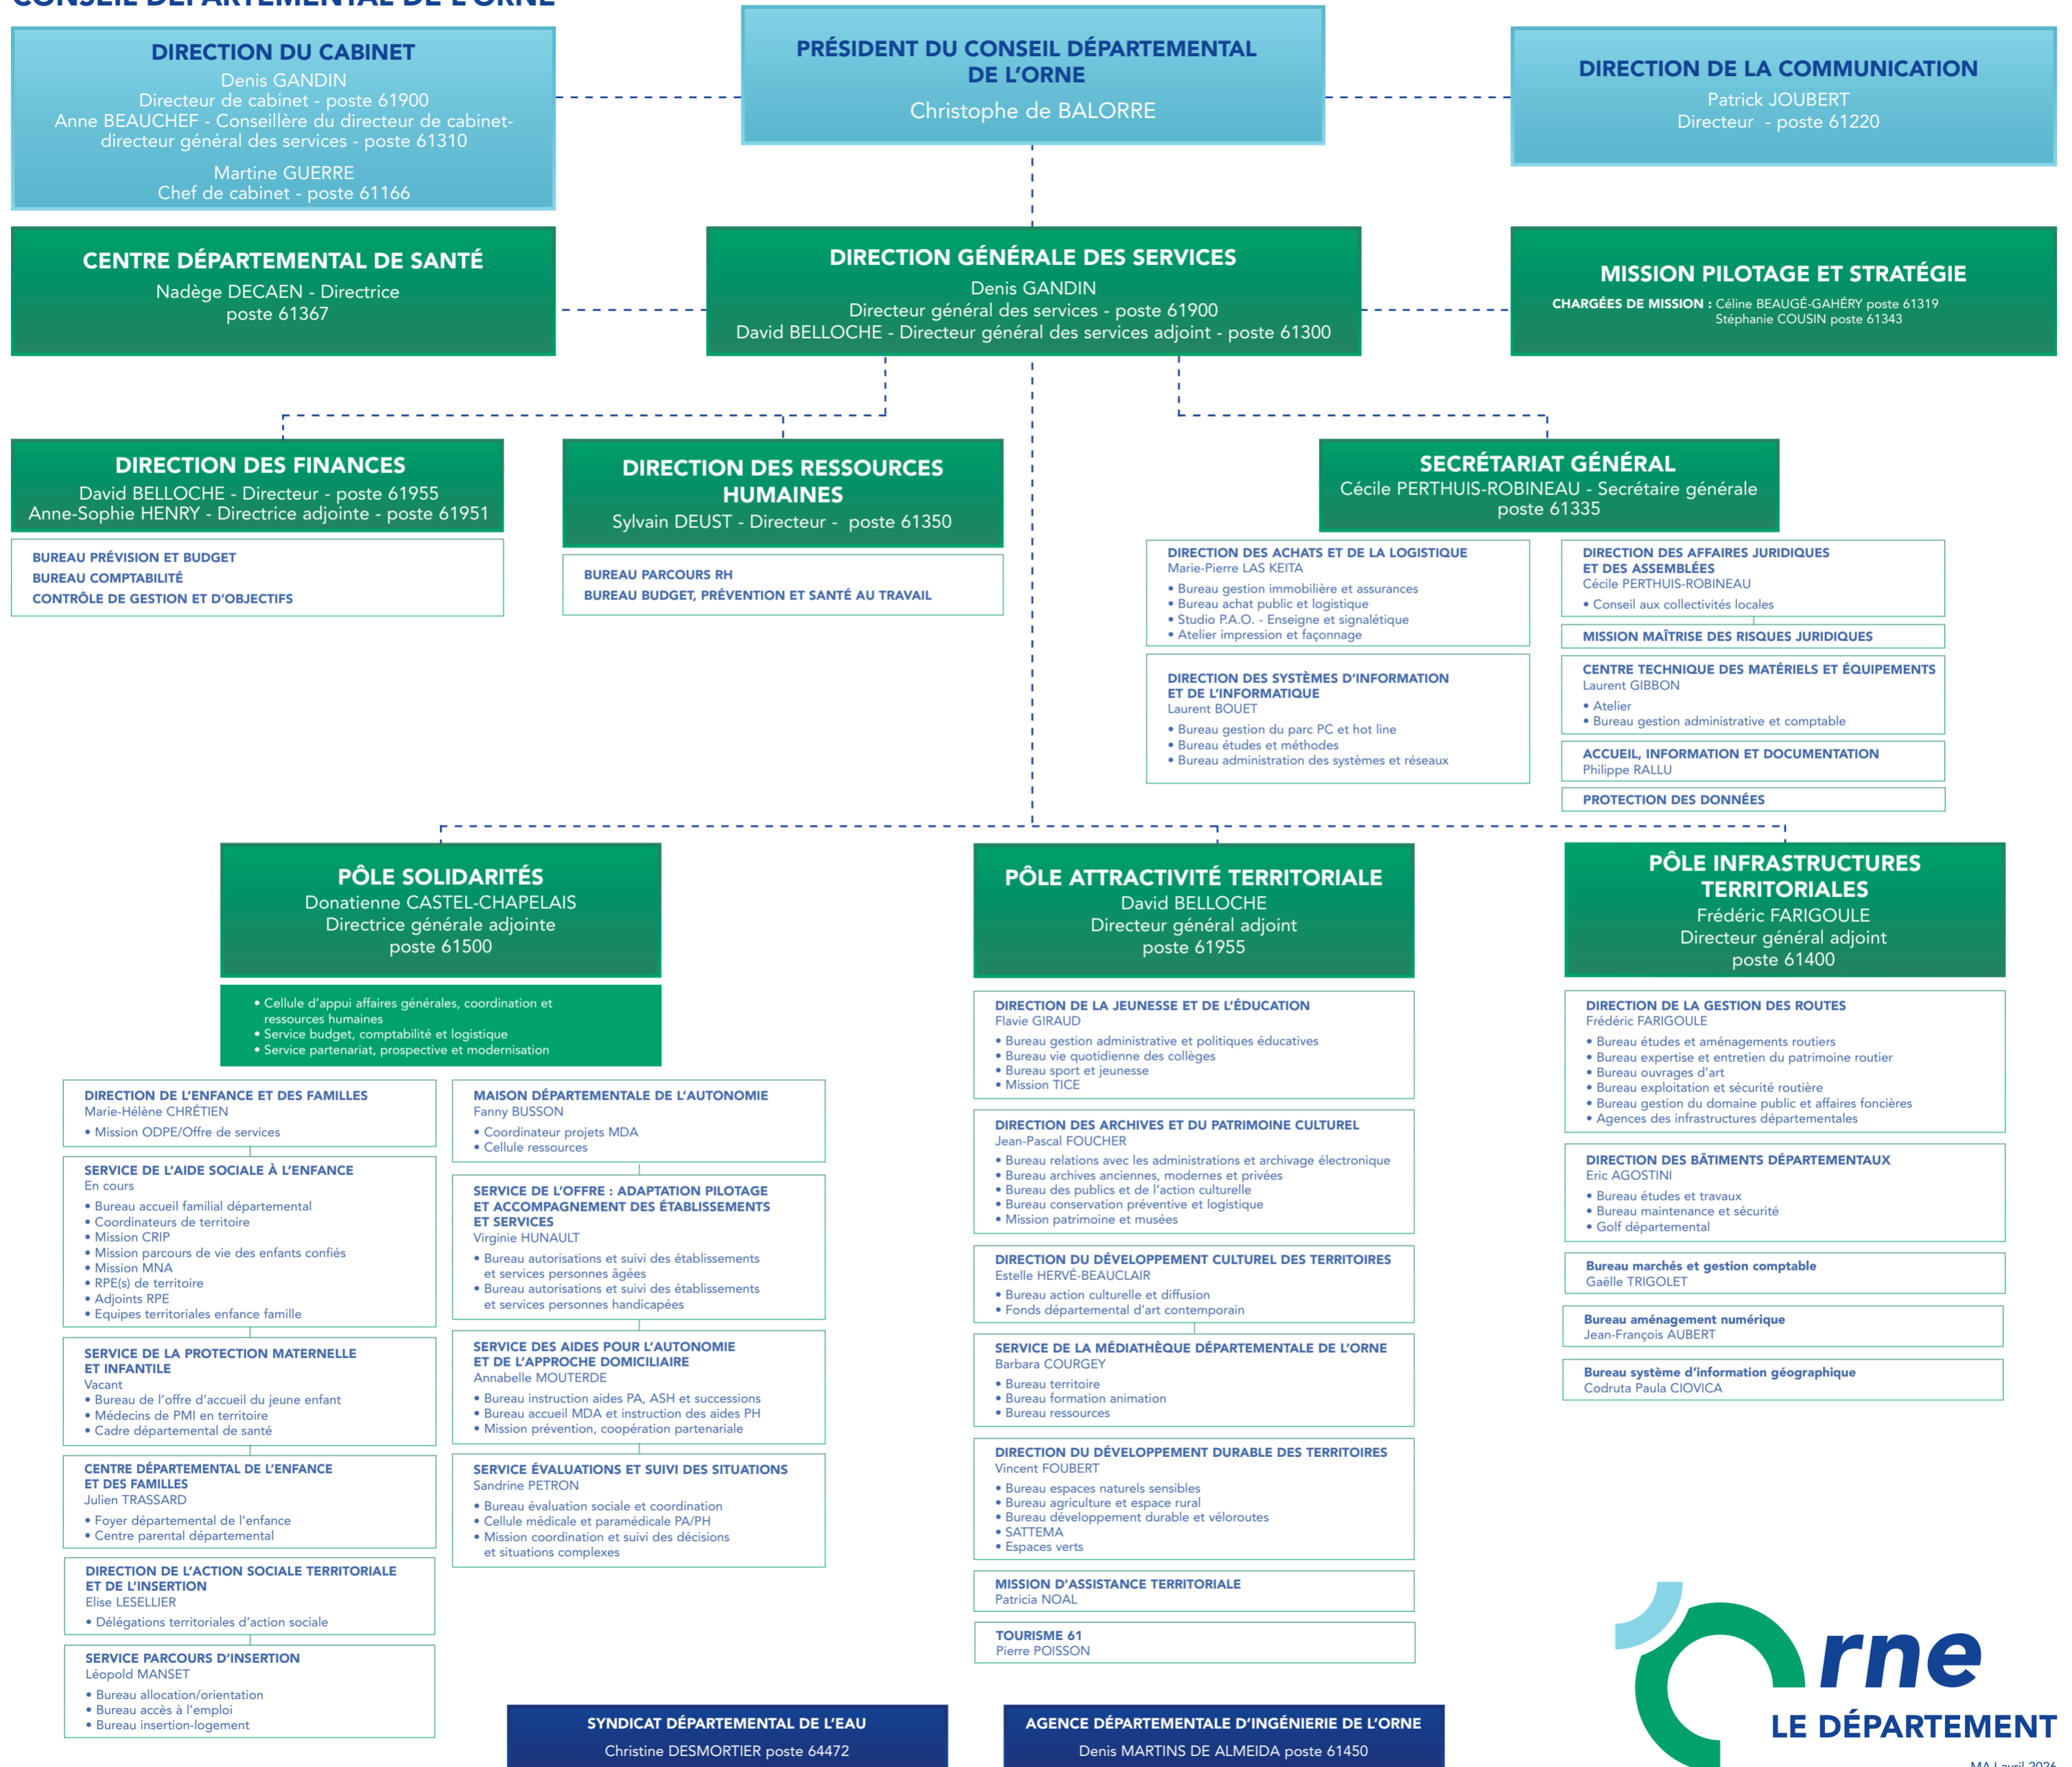 CONSEIL DÉPARTEMENTAL DE L'ORNE
DIRECTION DU CABINET
Denis GANDIN
Directeur de cabinet - poste 61900
Anne BEAUCHEF - Conseillère du directeur de cabinet-
directeur général des services - poste 61310
Martine GUERRE
Chef de cabinet - poste 61166
PRÉSIDENT DU CONSEIL DÉPARTEMENTAL
DE L'ORNE
Christophe de BALORRE
DIRECTION DE LA COMMUNICATION
Patrick JOUBERT
Directeur - poste 61220
CENTRE DÉPARTEMENTAL DE SANTÉ
Nadège DECAEN - Directrice
poste 61367
DIRECTION GÉNÉRALE DES SERVICES
Denis GANDIN
Directeur général des services - poste 61900
David BELLOCHE - Directeur général des services adjoint - poste 61300
MISSION PILOTAGE ET STRATÉGIE
CHARGÉES DE MISSION : Céline BEAUGÉ-GAHÉRY poste 61319
Stéphanie COUSIN poste 61343
DIRECTION DES FINANCES
David BELLOCHE - Directeur - poste 61955
Anne-Sophie HENRY - Directrice adjointe - poste 61951
BUREAU PRÉVISION ET BUDGET
BUREAU COMPTABILITÉ
CONTRÔLE DE GESTION ET D'OBJECTIFS
DIRECTION DES RESSOURCES
HUMAINES
Sylvain DEUST - Directeur - poste 61350
BUREAU PARCOURS RH
BUREAU BUDGET, PRÉVENTION ET SANTÉ AU TRAVAIL
SECRÉTARIAT GÉNÉRAL
Cécile PERTHUIS-ROBINEAU - Secrétaire générale
poste 61335
DIRECTION DES ACHATS ET DE LA LOGISTIQUE
Marie-Pierre LAS KEITA
• Bureau gestion immobilière et assurances
• Bureau achat public et logistique
• Studio P.A.O. - Enseigne et signalétique
• Atelier impression et façonnage
DIRECTION DES SYSTÈMES D'INFORMATION
ET DE L'INFORMATIQUE
Laurent BOUET
• Bureau gestion du parc PC et hot line
• Bureau études et méthodes
• Bureau administration des systèmes et réseaux
DIRECTION DES AFFAIRES JURIDIQUES
ET DES ASSEMBLÉES
Cécile PERTHUIS-ROBINEAU
• Conseil aux collectivités locales
MISSION MAÎTRISE DES RISQUES JURIDIQUES
CENTRE TECHNIQUE DES MATÉRIELS ET ÉQUIPEMENTS
Laurent GIBBON
• Atelier
• Bureau gestion administrative et comptable
ACCUEIL, INFORMATION ET DOCUMENTATION
Philippe RALLU
PROTECTION DES DONNÉES
PÔLE SOLIDARITÉS
Donatienne CASTEL-CHAPELAIS
Directrice générale adjointe
poste 61500
• Cellule d'appui affaires générales, coordination et
ressources humaines
• Service budget, comptabilité et logistique
• Service partenariat, prospective et modernisation
DIRECTION DE L'ENFANCE ET DES FAMILLES
Marie-Hélène CHRÉTIEN
• Mission ODPE/Offre de services
SERVICE DE L'AIDE SOCIALE À L'ENFANCE
En cours
• Bureau accueil familial départemental
• Coordinateurs de territoire
• Mission CRIP
• Mission parcours de vie des enfants confiés
• Mission MNA
• RPE(s) de territoire
• Adjoints RPE
• Equipes territoriales enfance famille
SERVICE DE LA PROTECTION MATERNELLE
ET INFANTILE
Vacant
• Bureau de l'offre d'accueil du jeune enfant
• Médecins de PMI en territoire
• Cadre départemental de santé
CENTRE DÉPARTEMENTAL DE L'ENFANCE
ET DES FAMILLES
Julien TRASSARD
• Foyer départemental de l'enfance
• Centre parental départemental
DIRECTION DE L'ACTION SOCIALE TERRITORIALE
ET DE L'INSERTION
Elise LESELLIER
• Délégations territoriales d'action sociale
SERVICE PARCOURS D'INSERTION
Léopold MANSET
• Bureau allocation/orientation
• Bureau accès à l'emploi
• Bureau insertion-logement
MAISON DÉPARTEMENTALE DE L'AUTONOMIE
Fanny BUSSON
• Coordinateur projets MDA
• Cellule ressources
SERVICE DE L'OFFRE : ADAPTATION PILOTAGE
ET ACCOMPAGNEMENT DES ÉTABLISSEMENTS
ET SERVICES
Virginie HUNAULT
• Bureau autorisations et suivi des établissements
et services personnes âgées
• Bureau autorisations et suivi des établissements
et services personnes handicapées
SERVICE DES AIDES POUR L'AUTONOMIE
ET DE L'APPROCHE DOMICILIAIRE
Annabelle MOUTERDE
• Bureau instruction aides PA, ASH et successions
• Bureau accueil MDA et instruction des aides PH
• Mission prévention, coopération partenariale
SERVICE ÉVALUATIONS ET SUIVI DES SITUATIONS
Sandrine PETRON
• Bureau évaluation sociale et coordination
• Cellule médicale et paramédicale PA/PH
• Mission coordination et suivi des décisions
et situations complexes
PÔLE ATTRACTIVITÉ TERRITORIALE
David BELLOCHE
Directeur général adjoint
poste 61955
DIRECTION DE LA JEUNESSE ET DE L'ÉDUCATION
Flavie GIRAUD
• Bureau gestion administrative et politiques éducatives
• Bureau vie quotidienne des collèges
• Bureau sport et jeunesse
• Mission TICE
DIRECTION DES ARCHIVES ET DU PATRIMOINE CULTUREL
Jean-Pascal FOUCHER
• Bureau relations avec les administrations et archivage électronique
• Bureau archives anciennes, modernes et privées
• Bureau des publics et de l'action culturelle
• Bureau conservation préventive et logistique
• Mission patrimoine et musées
DIRECTION DU DÉVELOPPEMENT CULTUREL DES TERRITOIRES
Estelle HERVÉ-BEAUCLAIR
• Bureau action culturelle et diffusion
• Fonds départemental d'art contemporain
SERVICE DE LA MÉDIATHÈQUE DÉPARTEMENTALE DE L'ORNE
Barbara COURGEY
• Bureau territoire
• Bureau formation animation
• Bureau ressources
DIRECTION DU DÉVELOPPEMENT DURABLE DES TERRITOIRES
Vincent FOUBERT
• Bureau espaces naturels sensibles
• Bureau agriculture et espace rural
• Bureau développement durable et véloroutes
• SATTEMA
• Espaces verts
MISSION D'ASSISTANCE TERRITORIALE
Patricia NOAL
TOURISME 61
Pierre POISSON
PÔLE INFRASTRUCTURES
TERRITORIALES
Frédéric FARIGOULE
Directeur général adjoint
poste 61400
DIRECTION DE LA GESTION DES ROUTES
Frédéric FARIGOULE
• Bureau études et aménagements routiers
• Bureau expertise et entretien du patrimoine routier
• Bureau ouvrages d'art
• Bureau exploitation et sécurité routière
• Bureau gestion du domaine public et affaires foncières
• Agences des infrastructures départementales
DIRECTION DES BÂTIMENTS DÉPARTEMENTAUX
Eric AGOSTINI
• Bureau études et travaux
• Bureau maintenance et sécurité
• Golf départemental
Bureau marchés et gestion comptable
Gaëlle TRIGOLET
Bureau aménagement numérique
Jean-François AUBERT
Bureau système d'information géographique
Codruta Paula CIOVICA
SYNDICAT DÉPARTEMENTAL DE L'EAU
Christine DESMORTIER poste 64472
AGENCE DÉPARTEMENTALE D'INGÉNIERIE DE L'ORNE
Denis MARTINS DE ALMEIDA poste 61450
Orne
LE DÉPARTEMENT
MAJ avril 2026